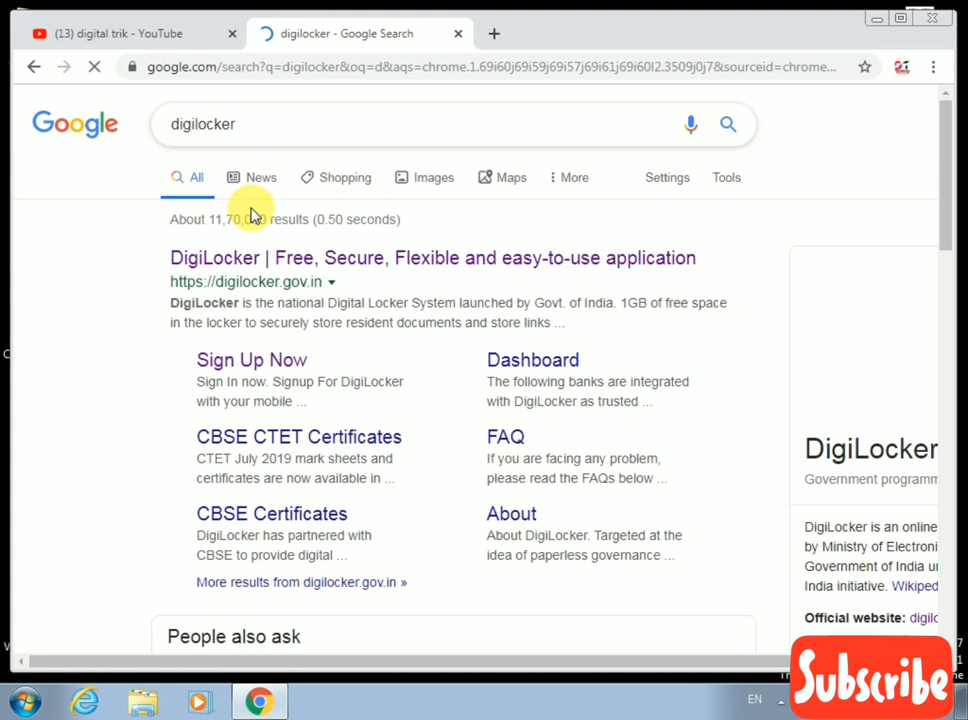 (13) digital trik - YouTube
digilocker - Google Search
google.com/search?q=digilocker&oq=d&aqs=chrome.1.69i60j69i59j69i57j69i61j69i60l2.3509j0j7&sourceid=chrome...
Google
digilocker
All News Shopping Images Maps More Settings Tools
About 11,70, results (0.50 seconds)
DigiLocker | Free, Secure, Flexible and easy-to-use application
https://digilocker.gov.in
DigiLocker is the national Digital Locker System launched by Govt. of India. 1GB of free space
in the locker to securely store resident documents and store links ...
Sign Up Now
Sign In now. Signup For DigiLocker
with your mobile ...
Dashboard
The following banks are integrated
with DigiLocker as trusted ...
CBSE CTET Certificates
CTET July 2019 mark sheets and
certificates are now available in ...
FAQ
If you are facing any problem,
please read the FAQs below ...
CBSE Certificates
DigiLocker has partnered with
CBSE to provide digital ...
About
About DigiLocker. Targeted at the
idea of paperless governance ...
More results from digilocker.gov.in »
People also ask
DigiLocker
Government programm
DigiLocker is an online
by Ministry of Electroni
Government of India u
India initiative. Wikiped
Official website: digilo
EN
Subscribe